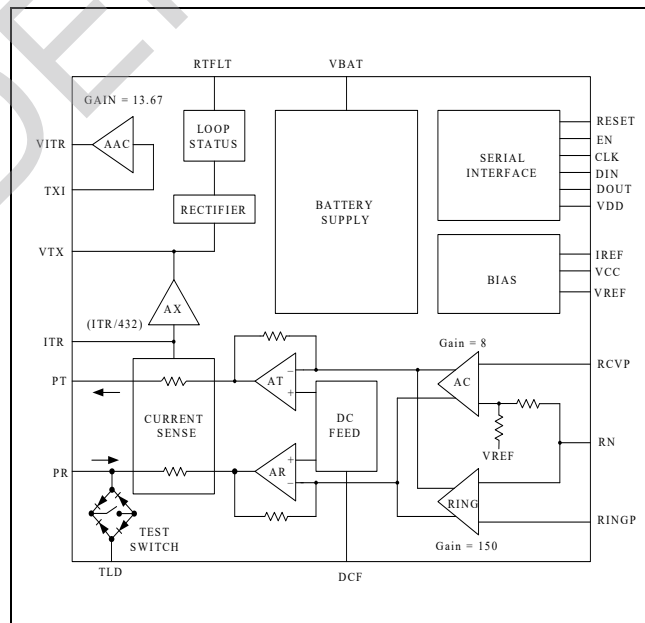 RTFLT
VBAT
GAIN = 13.67
VITR
AAC
TXI
LOOP
STATUS
RECTIFIER
BATTERY
SUPPLY
SERIAL
INTERFACE
RESET
EN
CLK
DIN
DOUT
VDD
VTX
BIAS
IREF
VCC
VREF
AX
(ITR/432)
ITR
PT
CURRENT
SENSE
AT
−
+
DC
FEED
Gain = 8
AC
RCVP
VREF
RN
PR
AR
+
−
RING
RINGP
Gain = 150
TEST
SWITCH
TLD
DCF